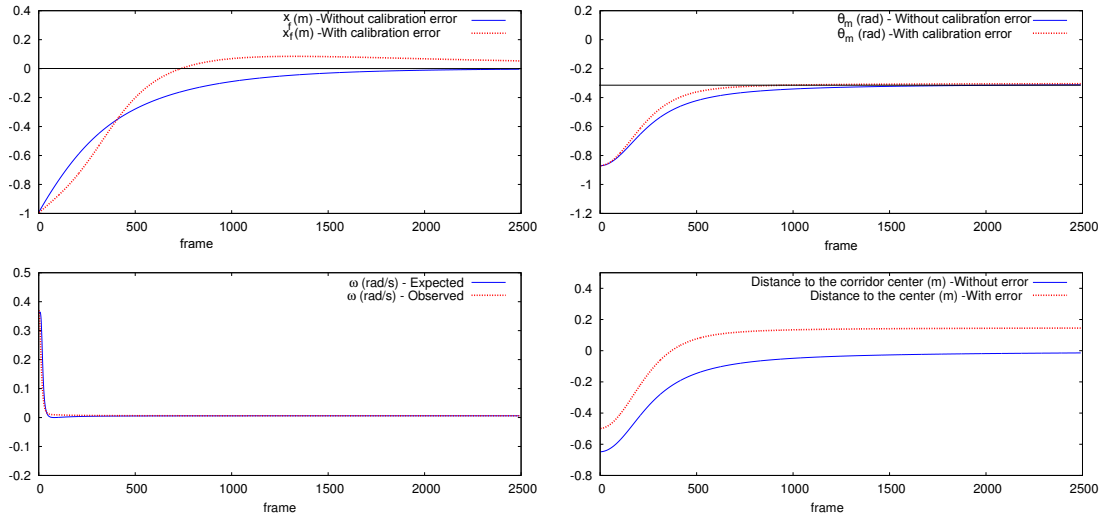 x_f (m) -Without calibration error
x_f (m) -With calibration error
0.4
0.2
0
-0.2
-0.4
-0.6
-0.8
-1
0 500 1000 1500 2000 2500
frame
θ_m (rad) - Without calibration error
θ_m (rad) - With calibration error
0.4
0.2
0
-0.2
-0.4
-0.6
-0.8
-1
-1.2
0 500 1000 1500 2000 2500
frame
ω (rad/s) - Expected
ω (rad/s) - Observed
0.5
0.4
0.3
0.2
0.1
0
-0.1
-0.2
0 500 1000 1500 2000 2500
frame
Distance to the corridor center (m) -Without error
Distance to the center (m) -With error
0.4
0.2
0
-0.2
-0.4
-0.6
-0.8
0 500 1000 1500 2000 2500
frame